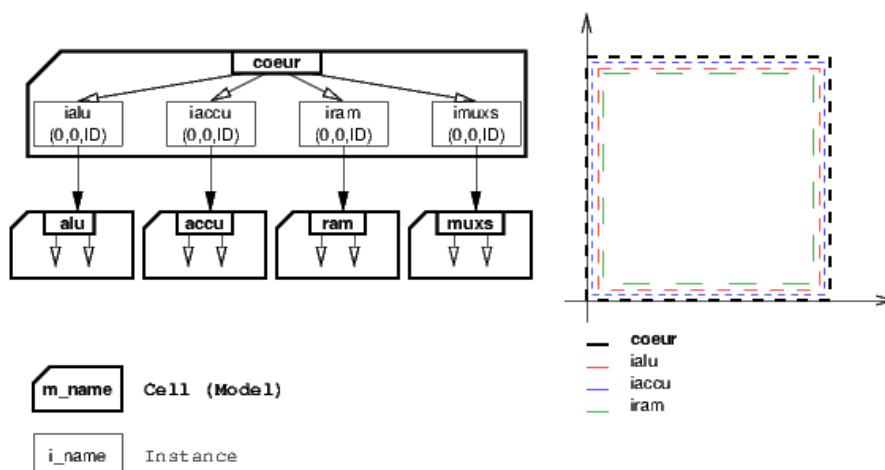 coeur
ialu
(0,0,ID)
iaccu
(0,0,ID)
iram
(0,0,ID)
imuxs
(0,0,ID)
alu
accu
ram
muxs
m_name
Cell (Model)
i_name
Instance
coeur
ialu
iaccu
iram